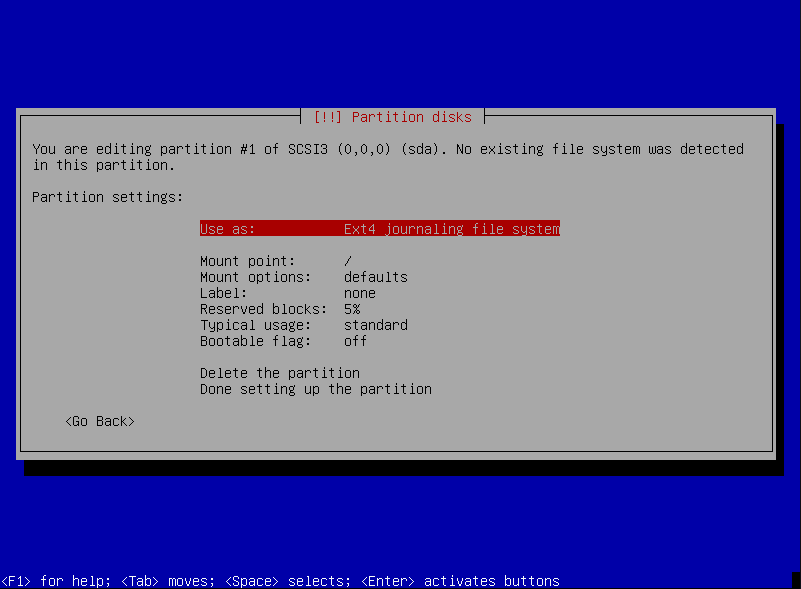 [!!] Partition disks
You are editing partition #1 of SCSI3 (0,0,0) (sda). No existing file system was detected
in this partition.
Partition settings:
Use as: Ext4 journaling file system
Mount point: /
Mount options: defaults
Label: none
Reserved blocks: 5%
Typical usage: standard
Bootable flag: off
Delete the partition
Done setting up the partition
<Go Back>
<F1> for help; <Tab> moves; <Space> selects; <Enter> activates buttons